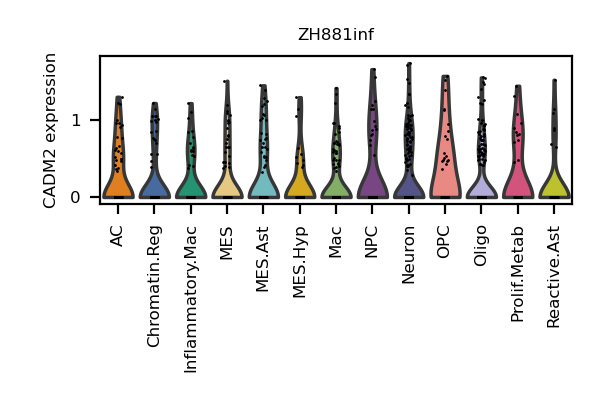 ZH881inf
CADM2 expression
1
0
AC
Chromatin.Reg
Inflammatory.Mac
MES
MES.Ast
MES.Hyp
Mac
NPC
Neuron
OPC
Oligo
Prolif.Metab
Reactive.Ast